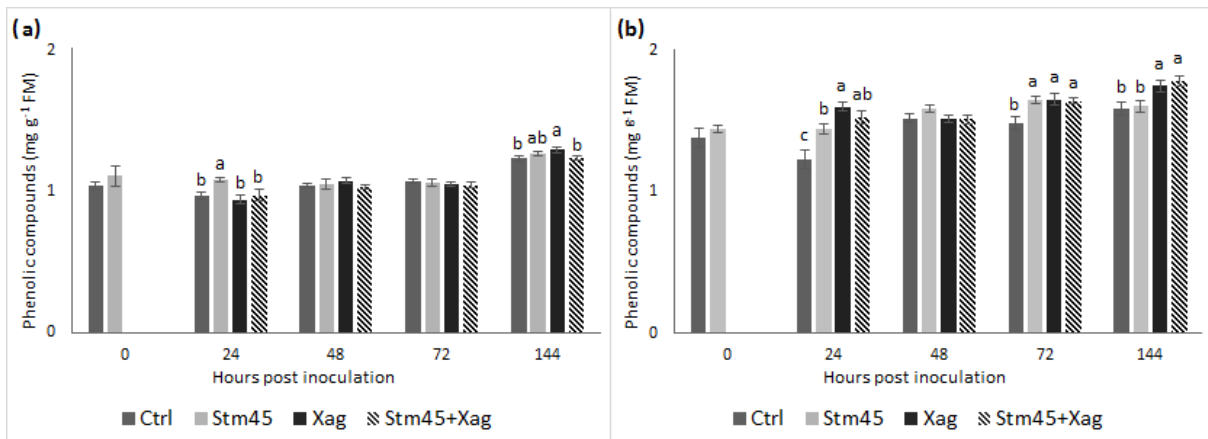 (a)
2
1
0
Phenolic compounds (mg g⁻¹ FM)
b a b b
b ab a b
0 24 48 72 144
Hours post inoculation
Ctrl Stm45 Xag Stm45+Xag
(b)
2
1
0
Phenolic compounds (mg g⁻¹ FM)
c b a ab
b a a a
b b a a
0 24 48 72 144
Hours post inoculation
Ctrl Stm45 Xag Stm45+Xag